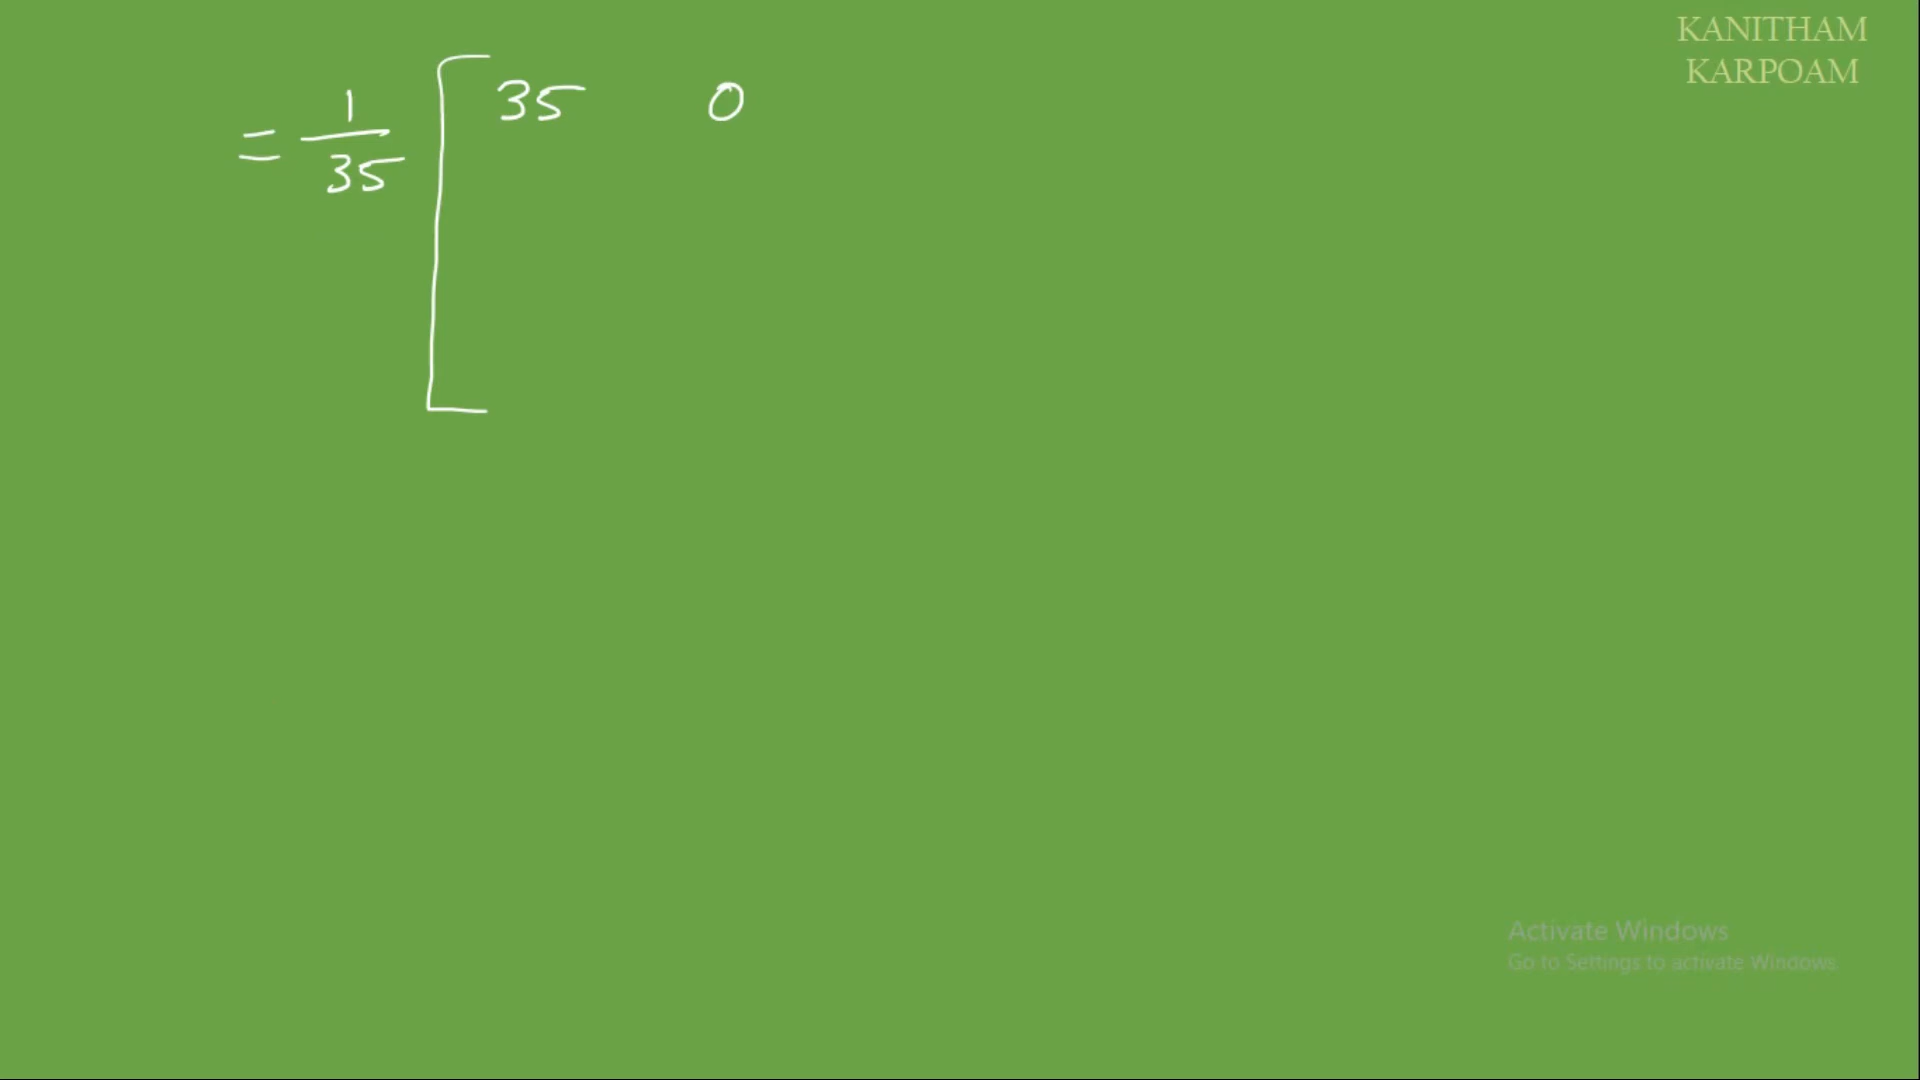 KANITHAM
KARPOAM
= 1/35 [ 35 0
Activate Windows
Go to Settings to activate Windows